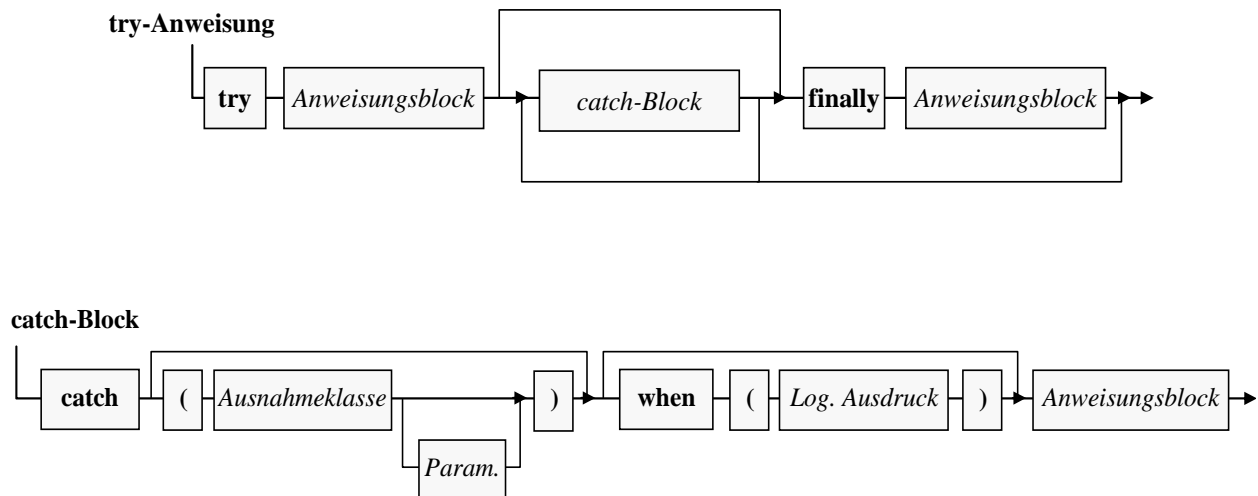 try-Anweisung
try Anweisungsblock catch-Block finally Anweisungsblock
catch-Block
catch ( Ausnahmeklasse ) when ( Log. Ausdruck ) Anweisungsblock
Param.